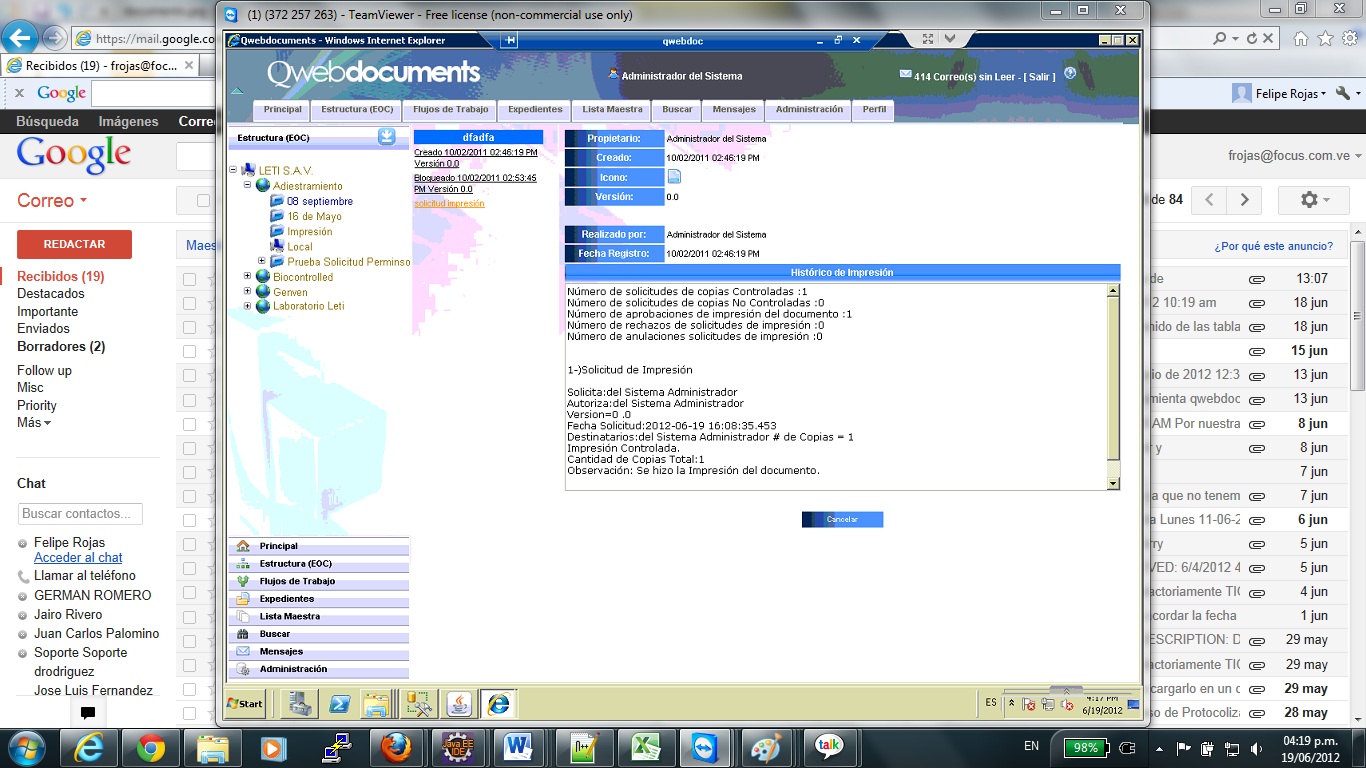 (1) (372 257 263) - TeamViewer - Free license (non-commercial use only)
https://mail.google.co
Recibidos (19) - frojas@foc...
Google
Felipe Rojas
Búsqueda Imágenes Corre
Google
frojas@focus.com.ve
Correo
de 84
REDACTAR
Maes
¿Por qué este anuncio?
Recibidos (19)
Destacados
Importante
Enviados
Borradores (2)
Follow up
Misc
Priority
Más
Chat
Buscar contactos...
Felipe Rojas
Acceder al chat
Llamar al teléfono
GERMAN ROMERO
Jairo Rivero
Juan Carlos Palomino
Soporte Soporte
drodriguez
Jose Luis Fernandez
Qwebdocuments - Windows Internet Explorer
qwebdoc
Qwebdocuments
Administrador del Sistema
414 Correo(s) sin Leer - [ Salir ]
Principal Estructura (EOC) Flujos de Trabajo Expedientes Lista Maestra Buscar Mensajes Administración Perfil
Estructura (EOC)
LETI S.A.V.
Adiestramiento
08 septiembre
16 de Mayo
Impresión
Local
Prueba Solicitud Perminso
Biocontrolled
Genven
Laboratorio Leti
Principal
Estructura (EOC)
Flujos de Trabajo
Expedientes
Lista Maestra
Buscar
Mensajes
Administración
dfadfa
Creado 10/02/2011 02:46:19 PM
Versión 0.0
Bloqueado 10/02/2011 02:53:45
PM Versión 0.0
solicitud impresión
Propietario: Administrador del Sistema
Creado: 10/02/2011 02:46:19 PM
Icono:
Versión: 0.0
Realizado por: Administrador del Sistema
Fecha Registro: 10/02/2011 02:46:19 PM
Histórico de Impresión
Número de solicitudes de copias Controladas :1
Número de solicitudes de copias No Controladas :0
Número de aprobaciones de impresión del documento :1
Número de rechazos de solicitudes de impresión :0
Número de anulaciones solicitudes de impresión :0
1-)Solicitud de Impresión
Solicita:del Sistema Administrador
Autoriza:del Sistema Administrador
Version=0 .0
Fecha Solicitud:2012-06-19 16:08:35.453
Destinatarios:del Sistema Administrador # de Copias = 1
Impresión Controlada.
Cantidad de Copias Total:1
Observación: Se hizo la Impresión del documento.
Cancelar
de 13:07
2 10:19 am 18 jun
nido de las tabla 18 jun
15 jun
io de 2012 12:3 13 jun
mienta qwebdoc 13 jun
AM Por nuestra 8 jun
r y 8 jun
7 jun
a que no tenem 7 jun
a Lunes 11-06-2 6 jun
rry 5 jun
VED: 6/4/2012 4 5 jun
actoriamente TIC 4 jun
cordar la fecha 1 jun
ESCRIPTION: D 29 may
actoriamente TIC 29 may
cargarlo en un c 29 may
so de Protocoliza 28 may
Start
ES
4:17 PM
6/19/2012
Java EE
IDE
talk
EN
98%
04:19 p.m.
19/06/2012